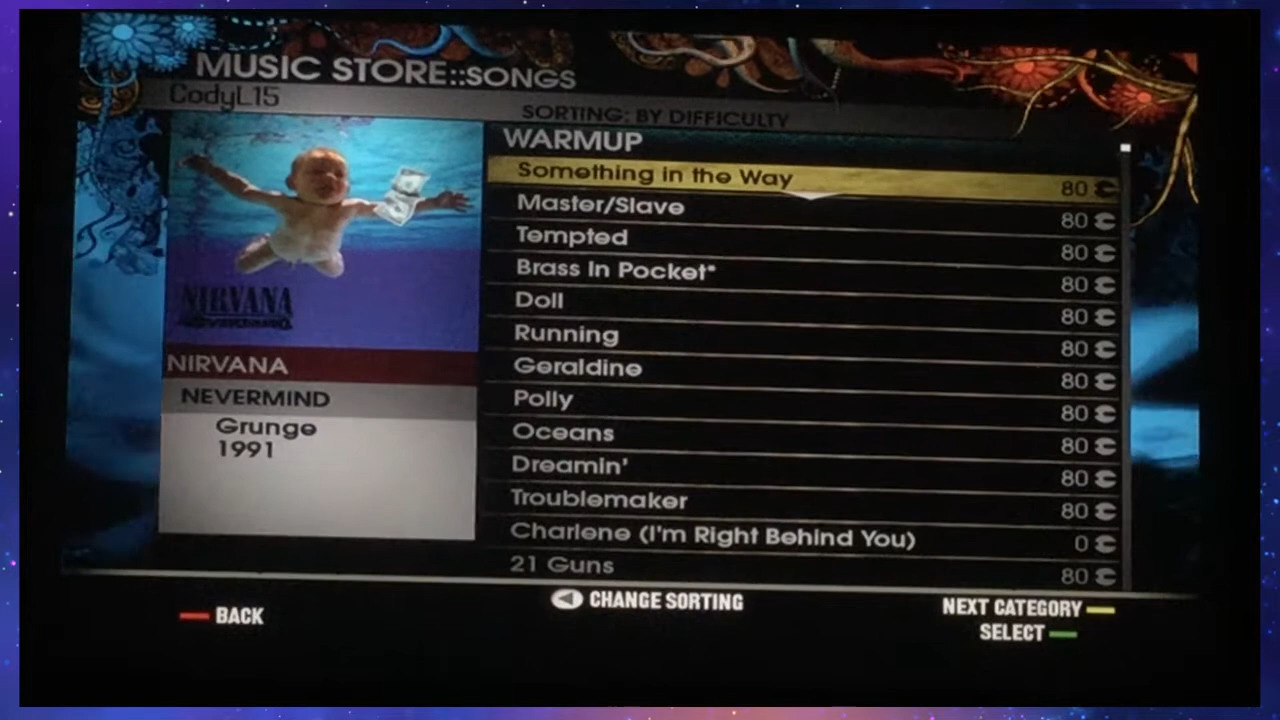 MUSIC STORE::SONGS
CodyL15
SORTING: BY DIFFICULTY
WARMUP
Something in the Way 80
Master/Slave 80
Tempted 80
Brass In Pocket* 80
Doll 80
Running 80
Geraldine 80
Polly 80
Oceans 80
Dreamin' 80
Troublemaker 80
Charlene (I'm Right Behind You) 0
21 Guns 80
NIRVANA
NEVERMIND
NIRVANA
NEVERMIND
Grunge
1991
BACK
CHANGE SORTING
NEXT CATEGORY
SELECT